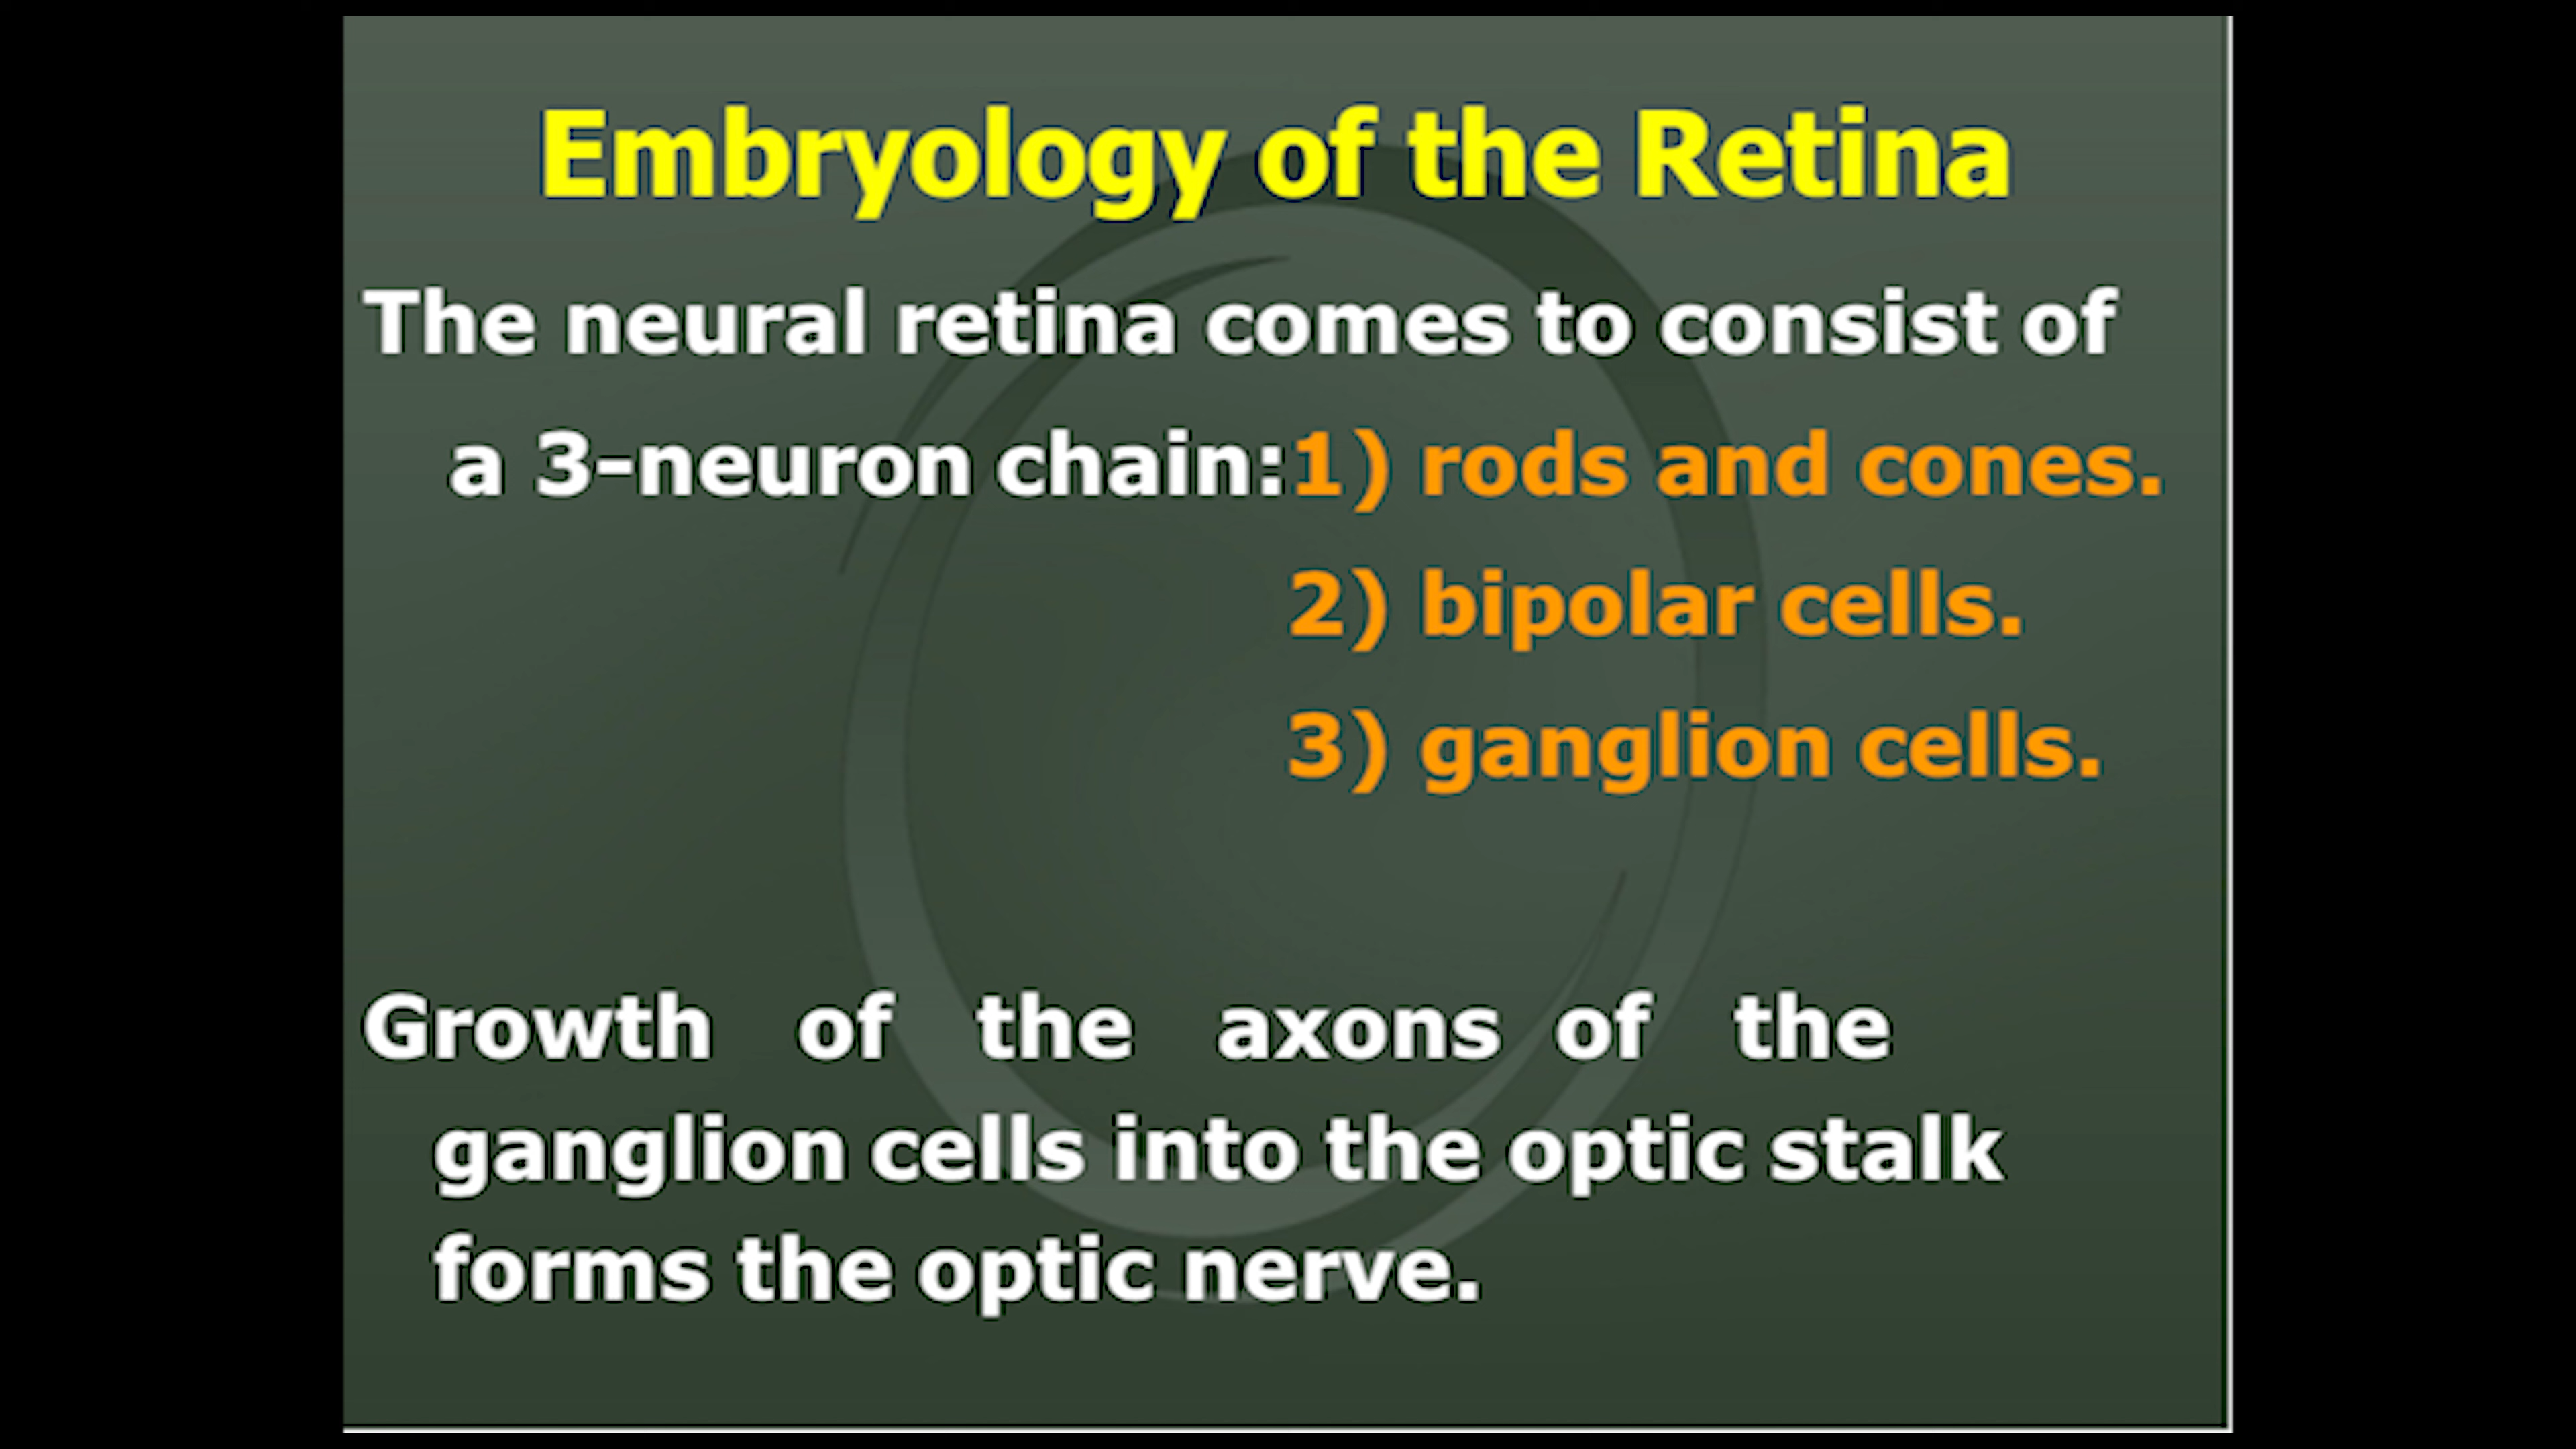 Embryology of the Retina
The neural retina comes to consist of
a 3-neuron chain:1) rods and cones.
2) bipolar cells.
3) ganglion cells.
Growth of the axons of the
ganglion cells into the optic stalk
forms the optic nerve.